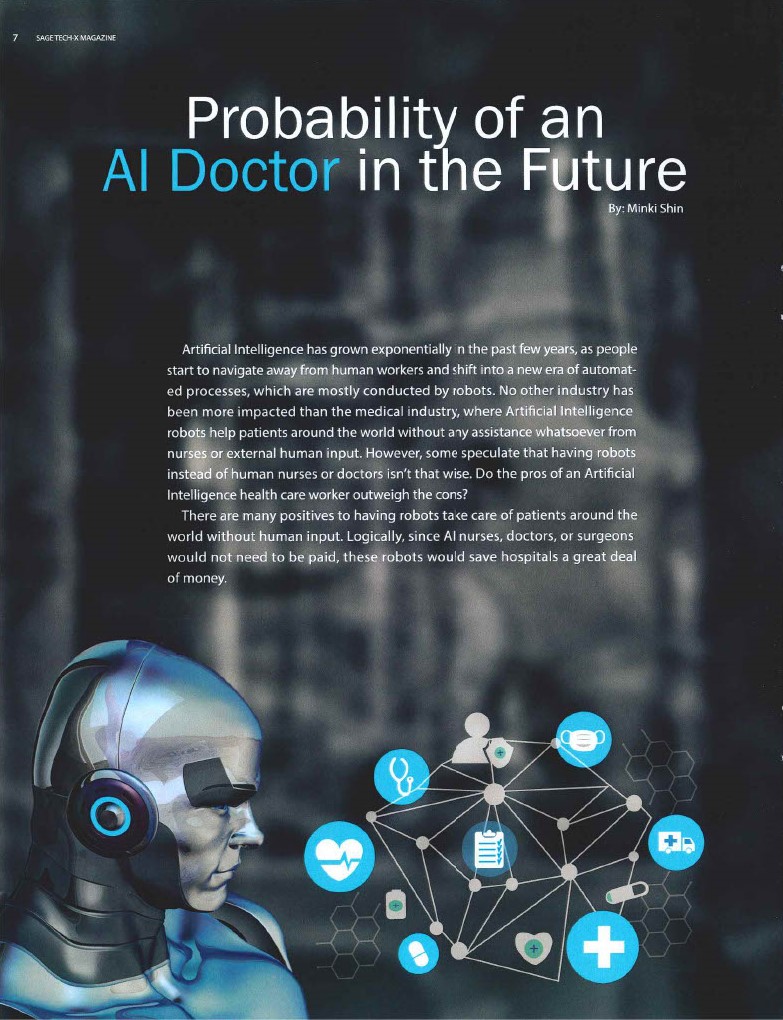 7 SAGETECH-X MAGAZINE
Probability of an
AI Doctor in the Future
By: Minki Shin
Artificial Intelligence has grown exponentially in the past few years, as people
start to navigate away from human workers and shift into a new era of automat-
ed processes, which are mostly conducted by robots. No other industry has
been more impacted than the medical industry, where Artificial Intelligence
robots help patients around the world without any assistance whatsoever from
nurses or external human input. However, some speculate that having robots
instead of human nurses or doctors isn't that wise. Do the pros of an Artificial
Intelligence health care worker outweigh the cons?
There are many positives to having robots take care of patients around the
world without human input. Logically, since AI nurses, doctors, or surgeons
would not need to be paid, these robots would save hospitals a great deal
of money.